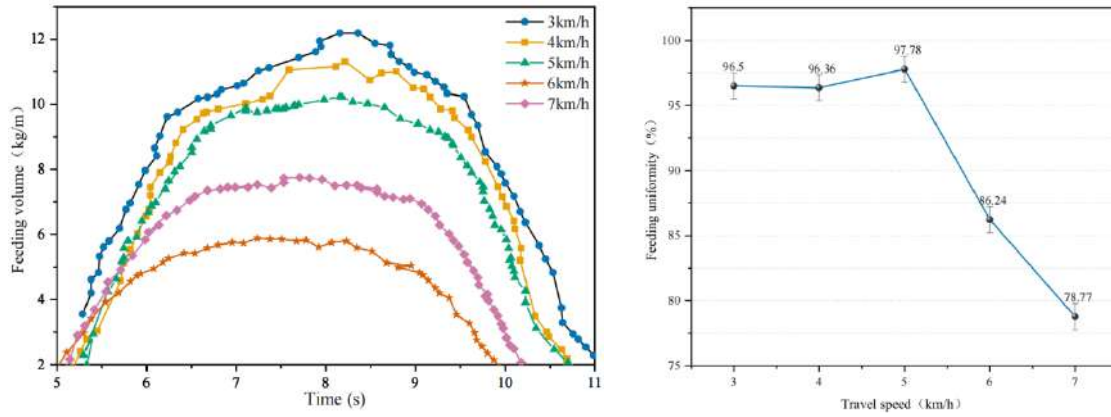 12
10
8
6
4
2
Feeding volume（kg/m）
3km/h
4km/h
5km/h
6km/h
7km/h
5 6 7 8 9 10 11
Time (s)
100
95
90
85
80
75
Feeding uniformity（%）
96.5
96.36
97.78
86.24
78.77
3 4 5 6 7
Travel speed（km/h）